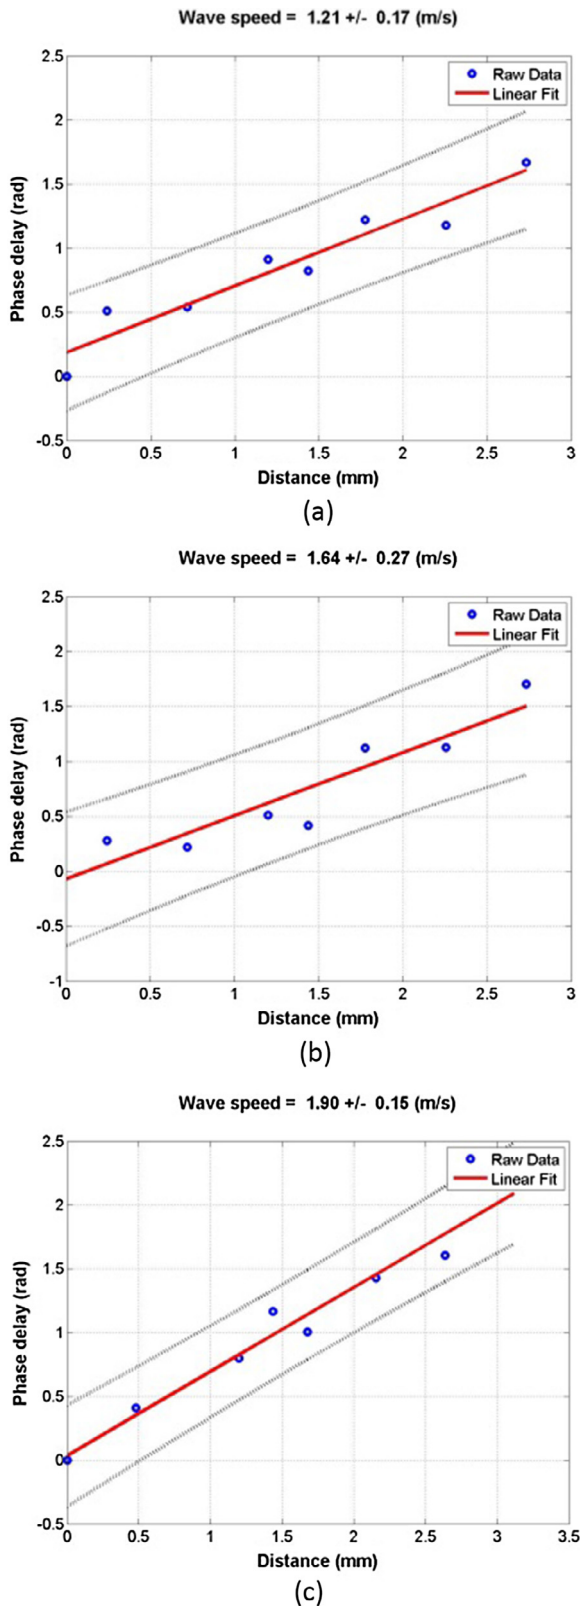 Wave speed = 1.21 +/- 0.17 (m/s)
2.5
Raw Data
Linear Fit
2
1.5
1
0.5
0
-0.5
Phase delay (rad)
0 0.5 1 1.5 2 2.5 3
Distance (mm)
(a)
Wave speed = 1.64 +/- 0.27 (m/s)
2.5
Raw Data
Linear Fit
2
1.5
1
0.5
0
-0.5
-1
Phase delay (rad)
0 0.5 1 1.5 2 2.5 3
Distance (mm)
(b)
Wave speed = 1.90 +/- 0.15 (m/s)
2.5
Raw Data
Linear Fit
2
1.5
1
0.5
0
-0.5
Phase delay (rad)
0 0.5 1 1.5 2 2.5 3 3.5
Distance (mm)
(c)